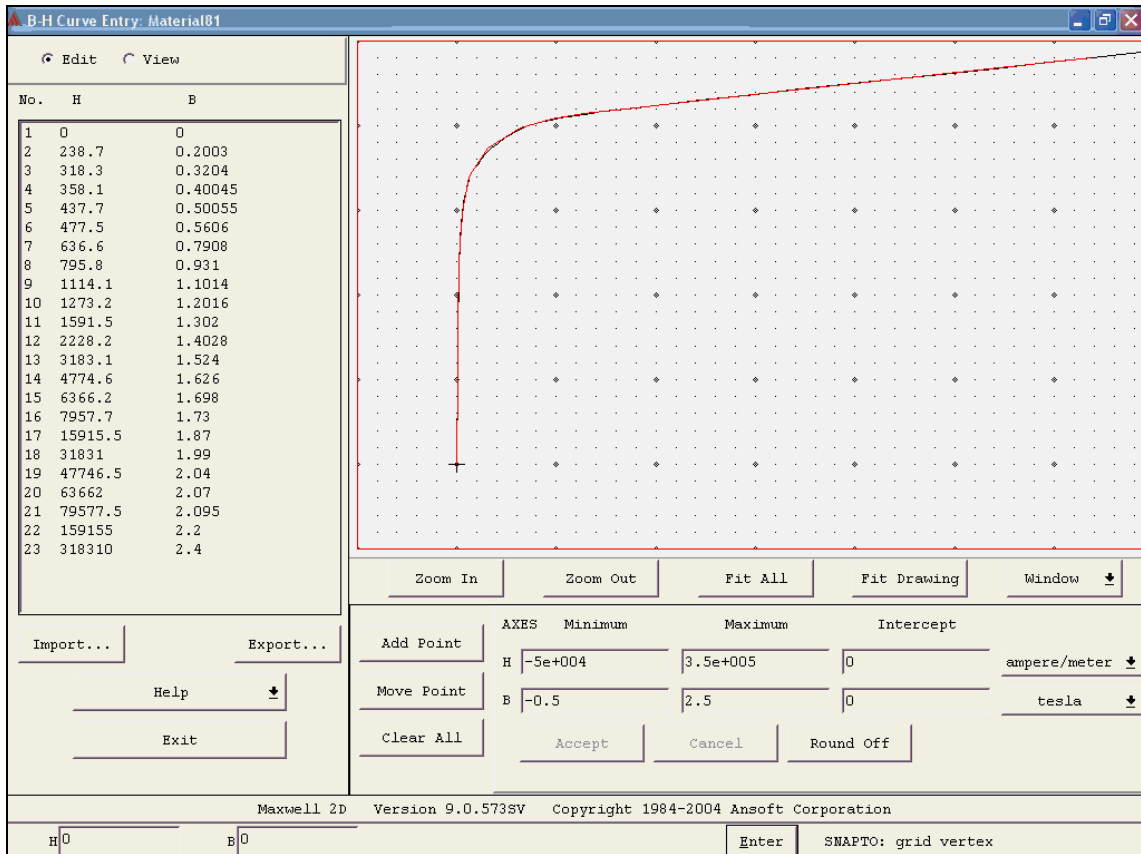 B-H Curve Entry: Material81
Edit View
No. H B
1 0 0
2 238.7 0.2003
3 318.3 0.3204
4 358.1 0.40045
5 437.7 0.50055
6 477.5 0.5606
7 636.6 0.7908
8 795.8 0.931
9 1114.1 1.1014
10 1273.2 1.2016
11 1591.5 1.302
12 2228.2 1.4028
13 3183.1 1.524
14 4774.6 1.626
15 6366.2 1.698
16 7957.7 1.73
17 15915.5 1.87
18 31831 1.99
19 47746.5 2.04
20 63662 2.07
21 79577.5 2.095
22 159155 2.2
23 318310 2.4
Import... Export...
Help
Exit
Zoom In Zoom Out Fit All Fit Drawing Window
Add Point
Move Point
Clear All
AXES Minimum Maximum Intercept
H -5e+004 3.5e+005 0 ampere/meter
B -0.5 2.5 0 tesla
Accept Cancel Round Off
Maxwell 2D Version 9.0.573SV Copyright 1984-2004 Ansoft Corporation
H 0 B 0 Enter SNAPTO: grid vertex